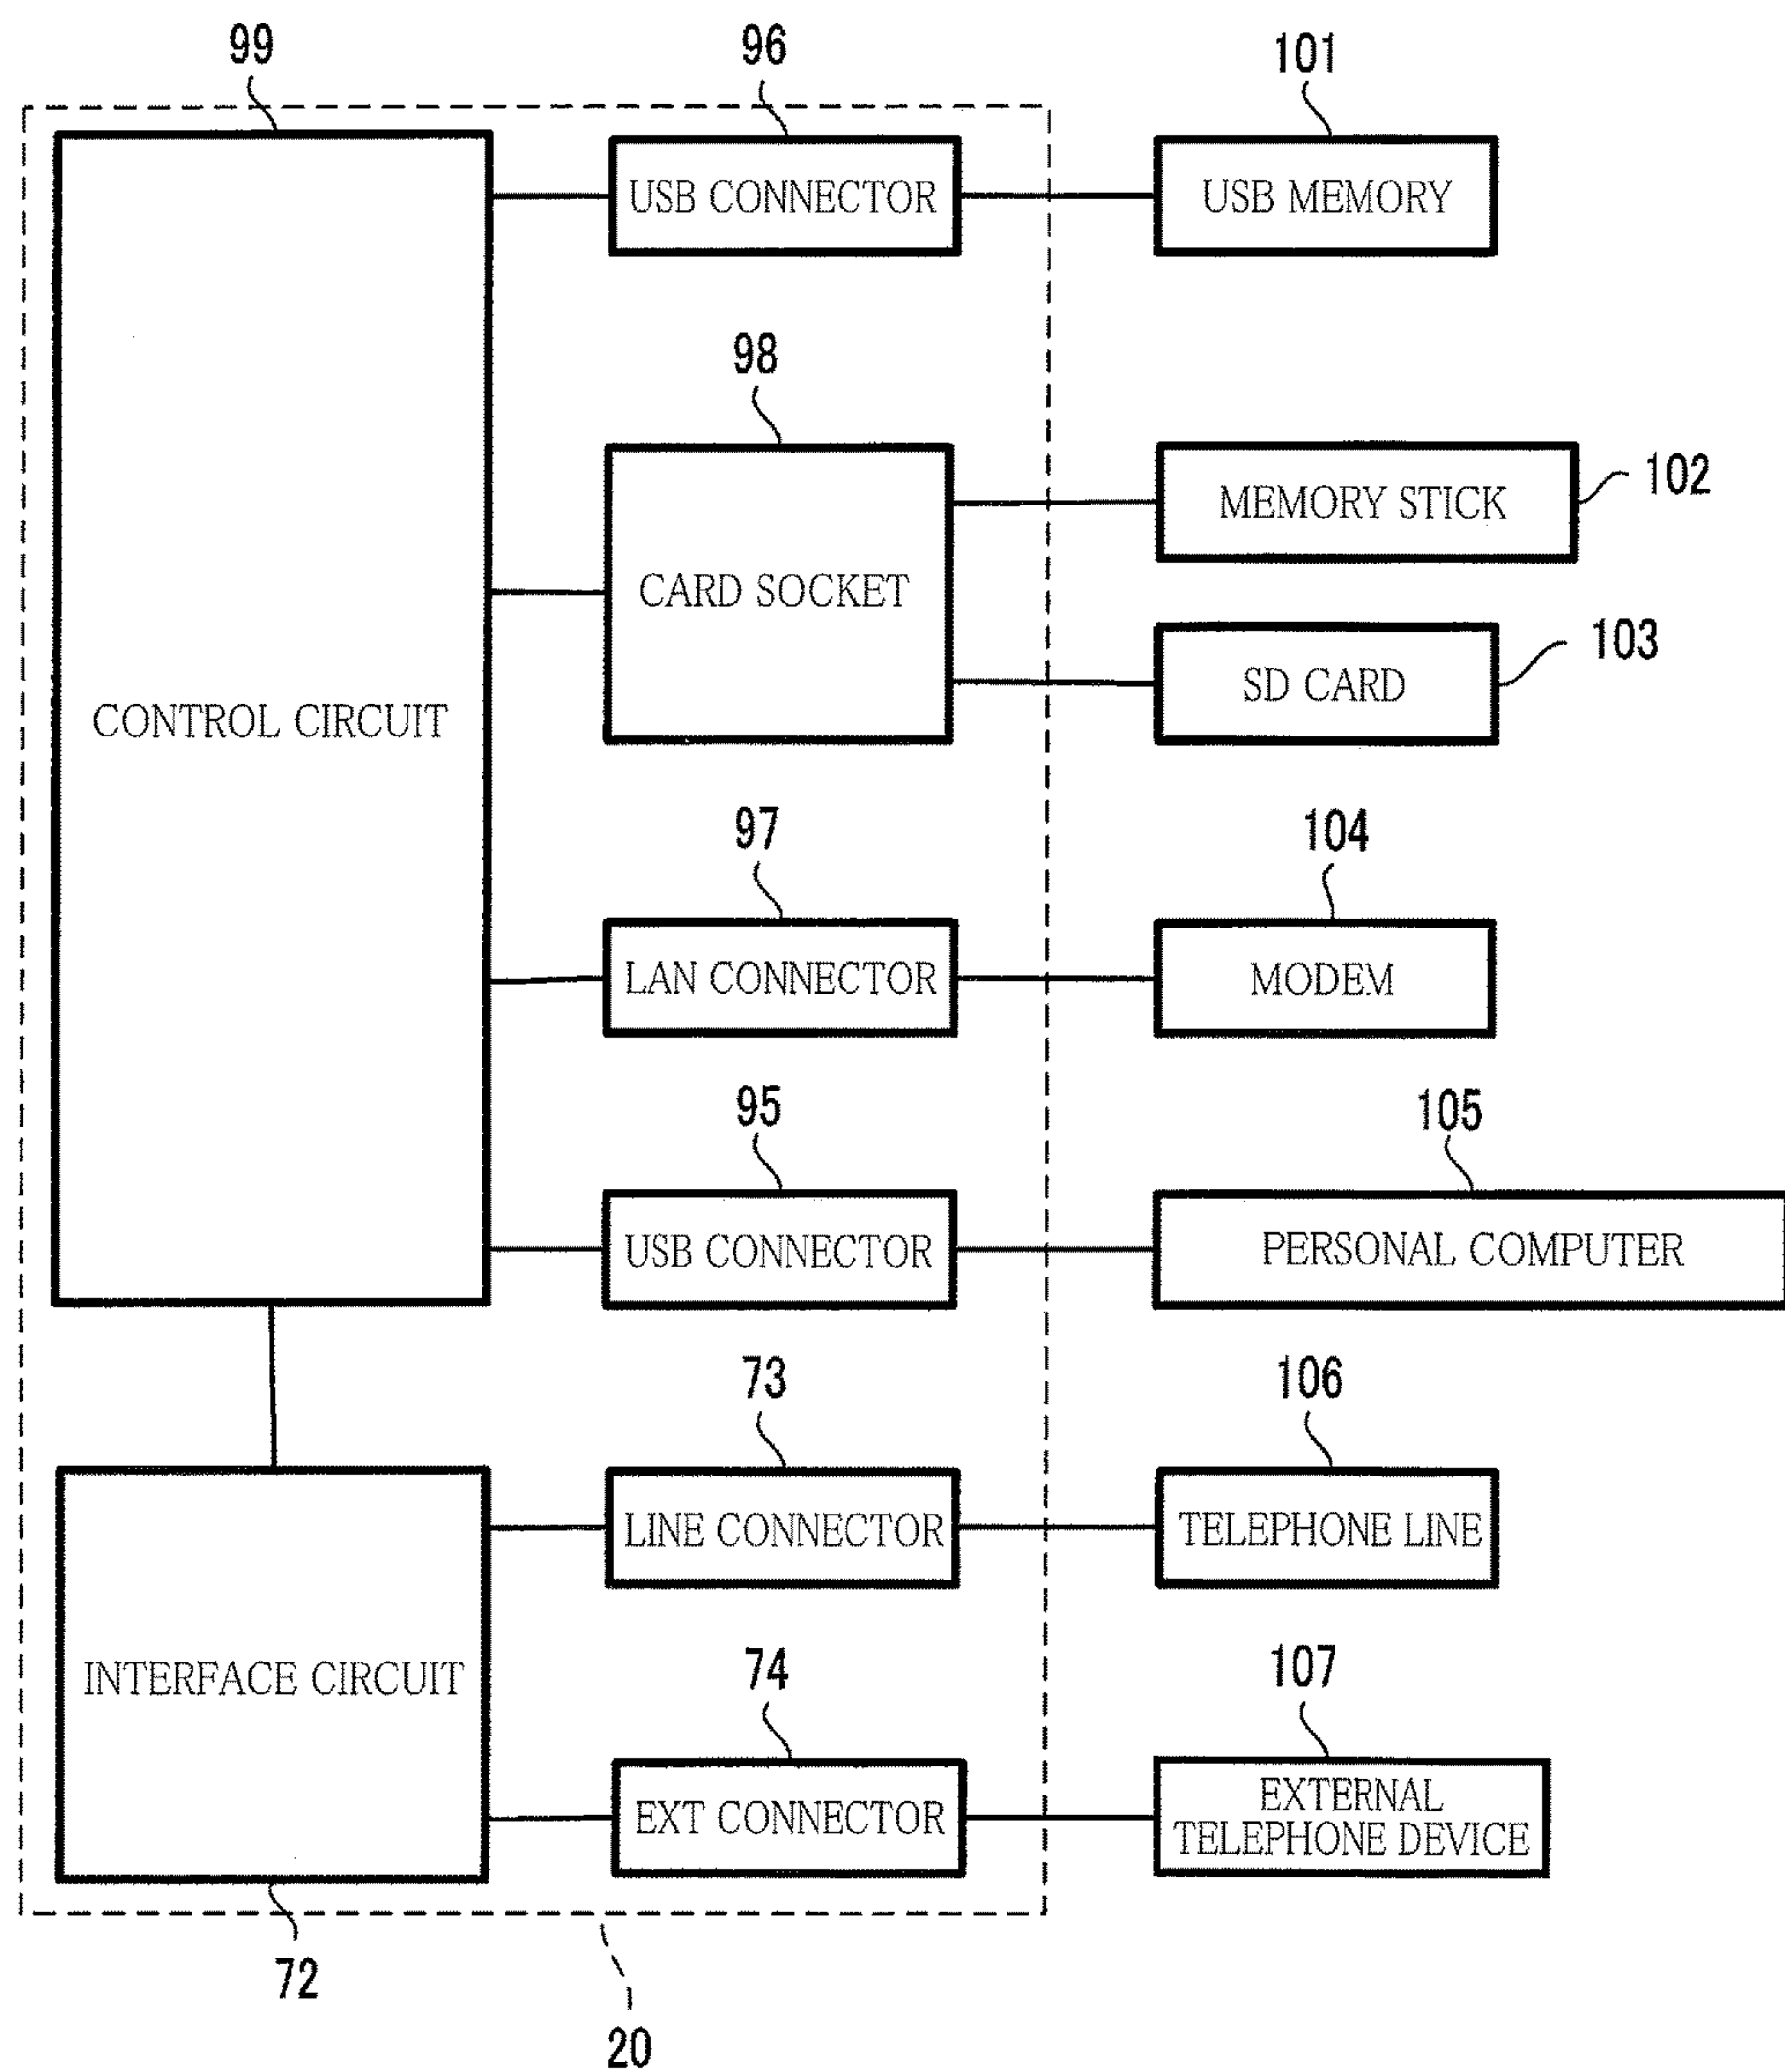 99
96
101
USB CONNECTOR
USB MEMORY
98
MEMORY STICK
102
CARD SOCKET
SD CARD
103
CONTROL CIRCUIT
97
104
LAN CONNECTOR
MODEM
95
105
USB CONNECTOR
PERSONAL COMPUTER
73
106
LINE CONNECTOR
TELEPHONE LINE
INTERFACE CIRCUIT
74
107
EXT CONNECTOR
EXTERNAL
TELEPHONE DEVICE
72
20